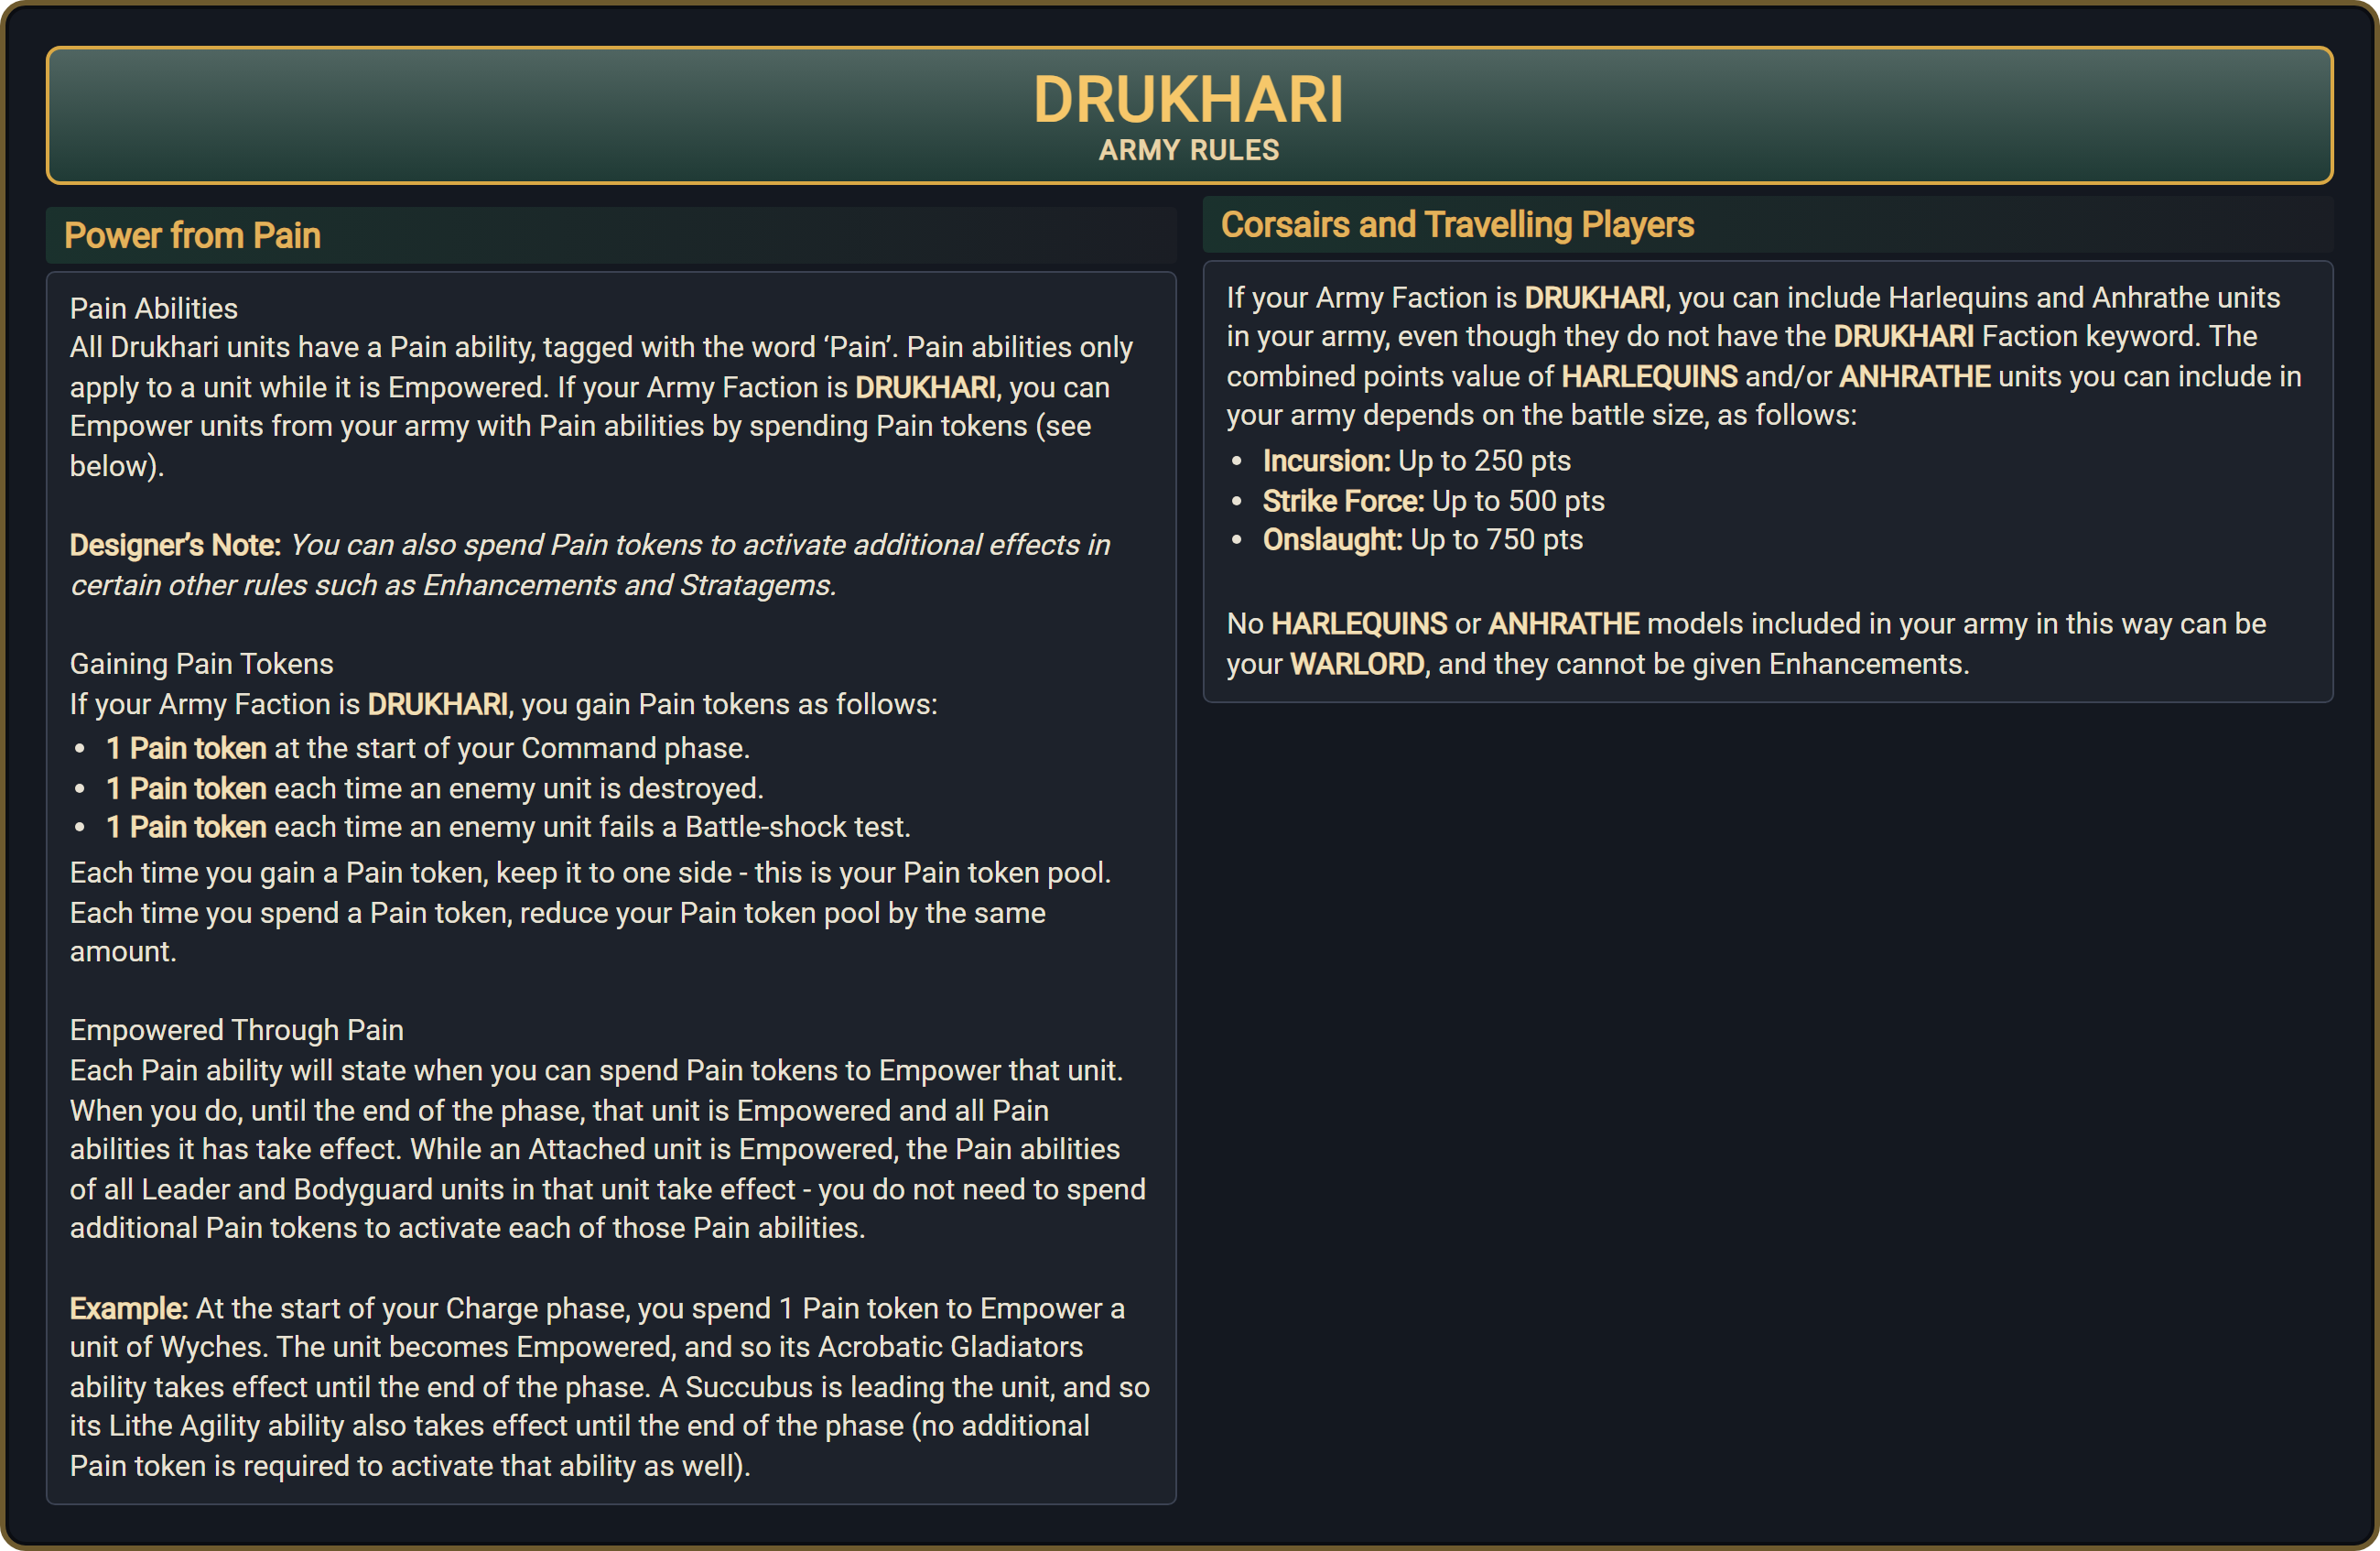 DRUKHARI
ARMY RULES
Power from Pain
Pain Abilities
All Drukhari units have a Pain ability, tagged with the word ‘Pain’. Pain abilities only
apply to a unit while it is Empowered. If your Army Faction is DRUKHARI, you can
Empower units from your army with Pain abilities by spending Pain tokens (see
below).
Designer’s Note: You can also spend Pain tokens to activate additional effects in
certain other rules such as Enhancements and Stratagems.
Gaining Pain Tokens
If your Army Faction is DRUKHARI, you gain Pain tokens as follows:
• 1 Pain token at the start of your Command phase.
• 1 Pain token each time an enemy unit is destroyed.
• 1 Pain token each time an enemy unit fails a Battle-shock test.
Each time you gain a Pain token, keep it to one side - this is your Pain token pool.
Each time you spend a Pain token, reduce your Pain token pool by the same
amount.
Empowered Through Pain
Each Pain ability will state when you can spend Pain tokens to Empower that unit.
When you do, until the end of the phase, that unit is Empowered and all Pain
abilities it has take effect. While an Attached unit is Empowered, the Pain abilities
of all Leader and Bodyguard units in that unit take effect - you do not need to spend
additional Pain tokens to activate each of those Pain abilities.
Example: At the start of your Charge phase, you spend 1 Pain token to Empower a
unit of Wyches. The unit becomes Empowered, and so its Acrobatic Gladiators
ability takes effect until the end of the phase. A Succubus is leading the unit, and so
its Lithe Agility ability also takes effect until the end of the phase (no additional
Pain token is required to activate that ability as well).
Corsairs and Travelling Players
If your Army Faction is DRUKHARI, you can include Harlequins and Anhrathe units
in your army, even though they do not have the DRUKHARI Faction keyword. The
combined points value of HARLEQUINS and/or ANHRATHE units you can include in
your army depends on the battle size, as follows:
• Incursion: Up to 250 pts
• Strike Force: Up to 500 pts
• Onslaught: Up to 750 pts
No HARLEQUINS or ANHRATHE models included in your army in this way can be
your WARLORD, and they cannot be given Enhancements.